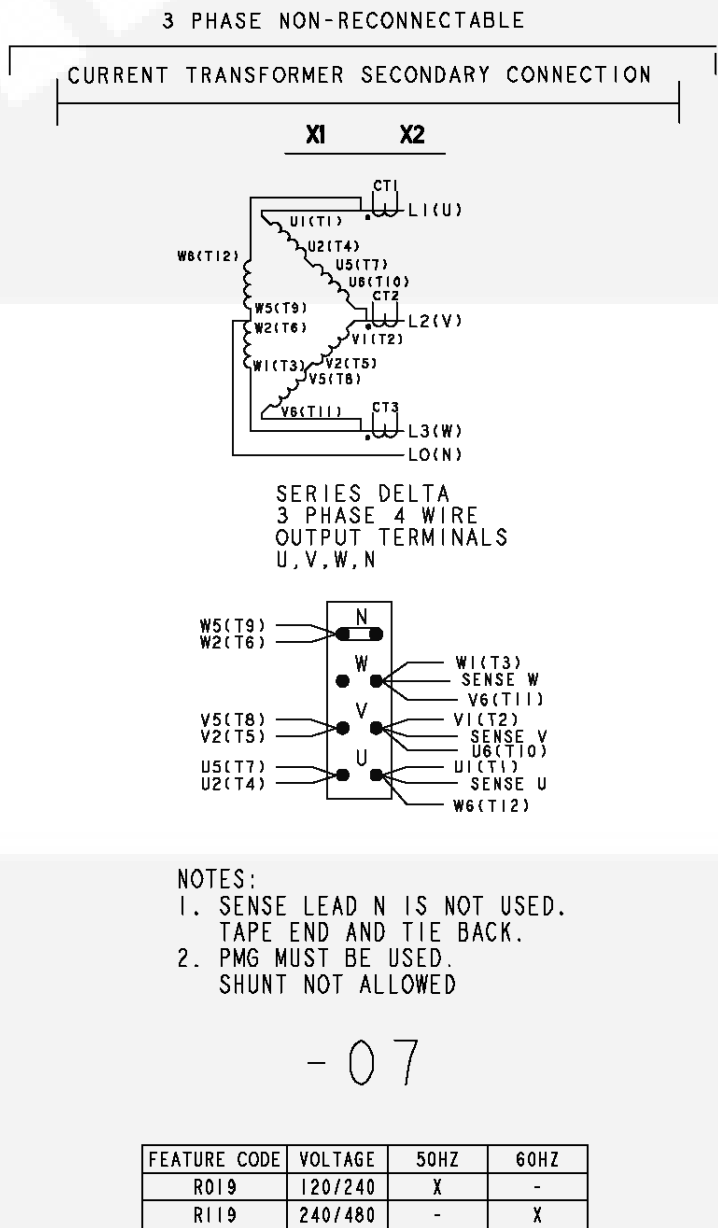 3 PHASE NON-RECONNECTABLE
CURRENT TRANSFORMER SECONDARY CONNECTION
X1 X2
CT1
L1(U)
U1(T1)
U2(T4)
W6(T12)
U5(T7)
U6(T10)
CT2
W5(T9)
L2(V)
W2(T6)
V1(T2)
W1(T3)
V2(T5)
V5(T8)
V6(T11)
CT3
L3(W)
LO(N)
SERIES DELTA
3 PHASE 4 WIRE
OUTPUT TERMINALS
U,V,W,N
N
W5(T9)
W2(T6)
W
W1(T3)
SENSE W
V6(T11)
V
V5(T8)
V2(T5)
V1(T2)
SENSE V
U6(T10)
U
U5(T7)
U2(T4)
U1(T1)
SENSE U
W6(T12)
NOTES:
1. SENSE LEAD N IS NOT USED.
TAPE END AND TIE BACK.
2. PMG MUST BE USED.
SHUNT NOT ALLOWED
-07
FEATURE CODE VOLTAGE 50HZ 60HZ
R019 120/240 X -
R119 240/480 - X